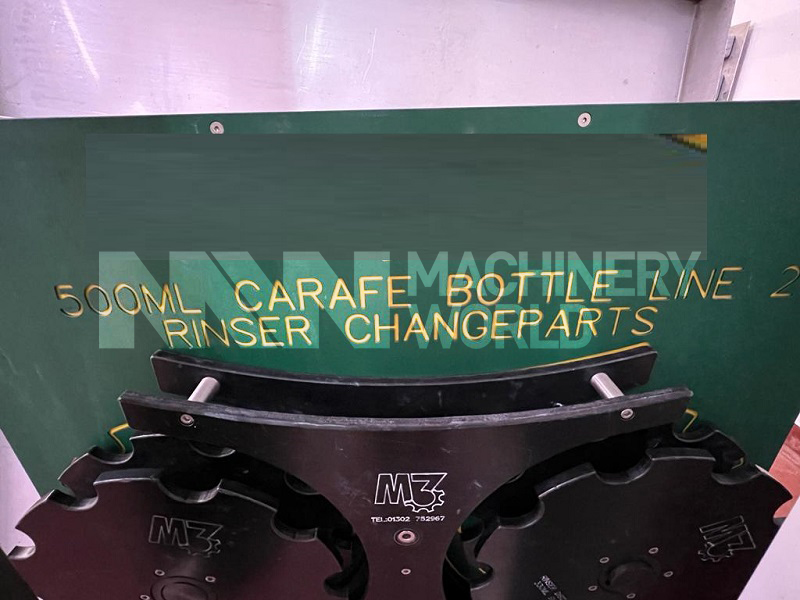 500ML CARAFE BOTTLE LINE 2
RINSER CHANGEPARTS
MACHINERY
WORLD
M3
TEL:01302 752967
M3
M3